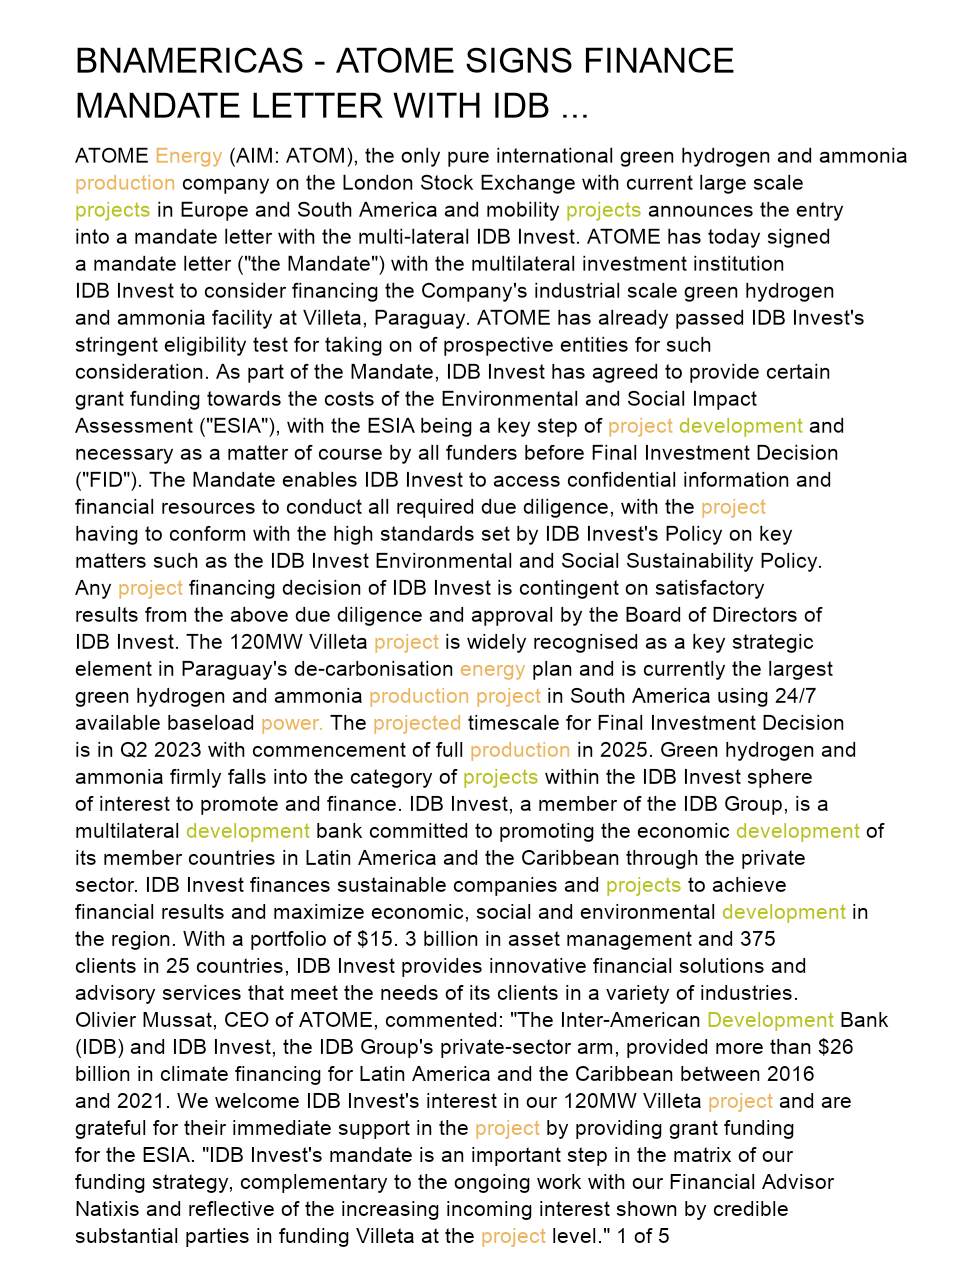 BNAMERICAS - ATOME SIGNS FINANCE
MANDATE LETTER WITH IDB ...
ATOME Energy (AIM: ATOM), the only pure international green hydrogen and ammonia
production company on the London Stock Exchange with current large scale
projects in Europe and South America and mobility projects announces the entry
into a mandate letter with the multi-lateral IDB Invest. ATOME has today signed
a mandate letter ("the Mandate") with the multilateral investment institution
IDB Invest to consider financing the Company's industrial scale green hydrogen
and ammonia facility at Villeta, Paraguay. ATOME has already passed IDB Invest's
stringent eligibility test for taking on of prospective entities for such
consideration. As part of the Mandate, IDB Invest has agreed to provide certain
grant funding towards the costs of the Environmental and Social Impact
Assessment ("ESIA"), with the ESIA being a key step of project development and
necessary as a matter of course by all funders before Final Investment Decision
("FID"). The Mandate enables IDB Invest to access confidential information and
financial resources to conduct all required due diligence, with the project
having to conform with the high standards set by IDB Invest's Policy on key
matters such as the IDB Invest Environmental and Social Sustainability Policy.
Any project financing decision of IDB Invest is contingent on satisfactory
results from the above due diligence and approval by the Board of Directors of
IDB Invest. The 120MW Villeta project is widely recognised as a key strategic
element in Paraguay's de-carbonisation energy plan and is currently the largest
green hydrogen and ammonia production project in South America using 24/7
available baseload power. The projected timescale for Final Investment Decision
is in Q2 2023 with commencement of full production in 2025. Green hydrogen and
ammonia firmly falls into the category of projects within the IDB Invest sphere
of interest to promote and finance. IDB Invest, a member of the IDB Group, is a
multilateral development bank committed to promoting the economic development of
its member countries in Latin America and the Caribbean through the private
sector. IDB Invest finances sustainable companies and projects to achieve
financial results and maximize economic, social and environmental development in
the region. With a portfolio of $15. 3 billion in asset management and 375
clients in 25 countries, IDB Invest provides innovative financial solutions and
advisory services that meet the needs of its clients in a variety of industries.
Olivier Mussat, CEO of ATOME, commented: "The Inter-American Development Bank
(IDB) and IDB Invest, the IDB Group's private-sector arm, provided more than $26
billion in climate financing for Latin America and the Caribbean between 2016
and 2021. We welcome IDB Invest's interest in our 120MW Villeta project and are
grateful for their immediate support in the project by providing grant funding
for the ESIA. "IDB Invest's mandate is an important step in the matrix of our
funding strategy, complementary to the ongoing work with our Financial Advisor
Natixis and reflective of the increasing incoming interest shown by credible
substantial parties in funding Villeta at the project level." 1 of 5